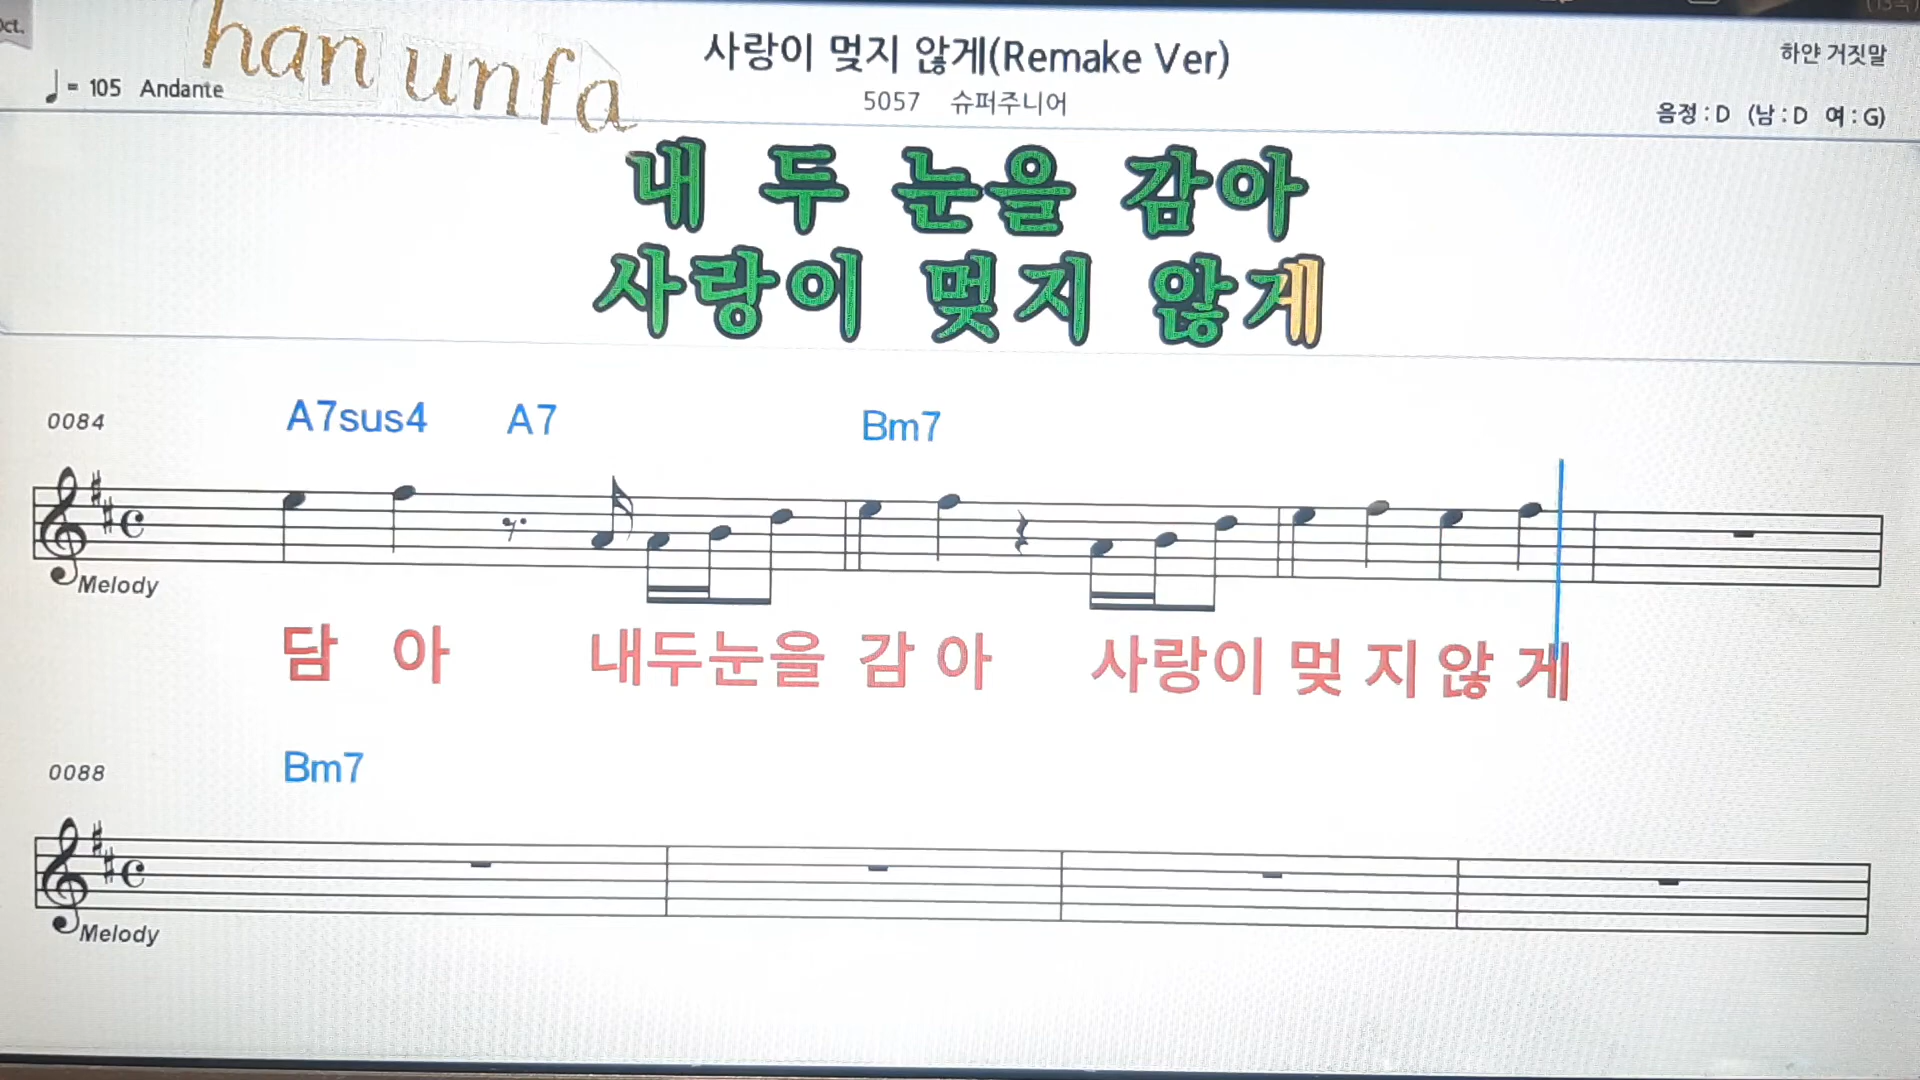 han unfa
사랑이 멎지 않게(Remake Ver)
하얀 거짓말
= 105 Andante
5057 슈퍼주니어
음정 : D (남 : D 여 : G)
내 두 눈을 감아
사랑이 멎지 않게
0084 A7sus4 A7 Bm7
Melody
담 아 내두눈을 감 아 사랑이 멎 지 않 게
0088 Bm7
Melody